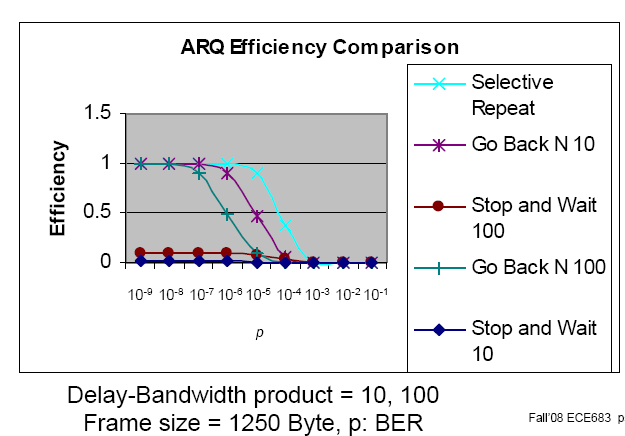 ARQ Efficiency Comparison
Efficiency
1.5
1
0.5
0
10-9 10-8 10-7 10-6 10-5 10-4 10-3 10-2 10-1
p
Selective
Repeat
Go Back N 10
Stop and Wait
100
Go Back N 100
Stop and Wait
10
Delay-Bandwidth product = 10, 100
Frame size = 1250 Byte, p: BER
Fall'08 ECE683 p